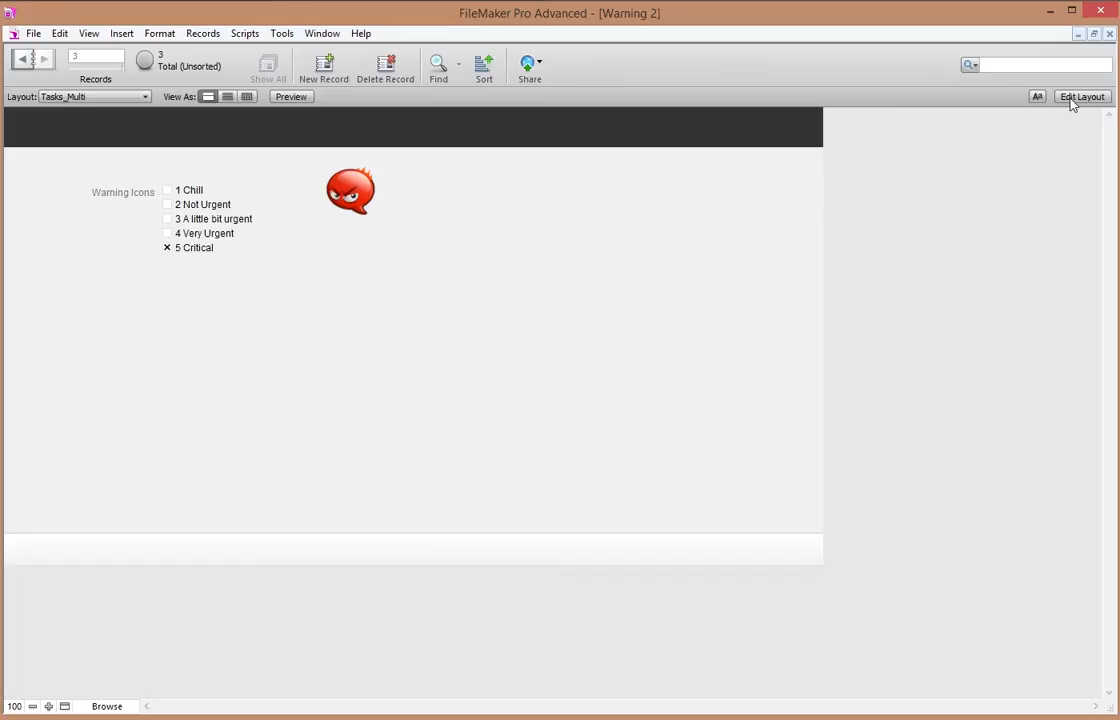 FileMaker Pro Advanced - [Warning 2]
File Edit View Insert Format Records Scripts Tools Window Help
3
3
Total (Unsorted)
Records
Show All
New Record
Delete Record
Find
Sort
Share
Layout: Tasks_Multi
View As:
Preview
Aa
Edit Layout
Warning Icons
1 Chill
2 Not Urgent
3 A little bit urgent
4 Very Urgent
5 Critical
100
Browse